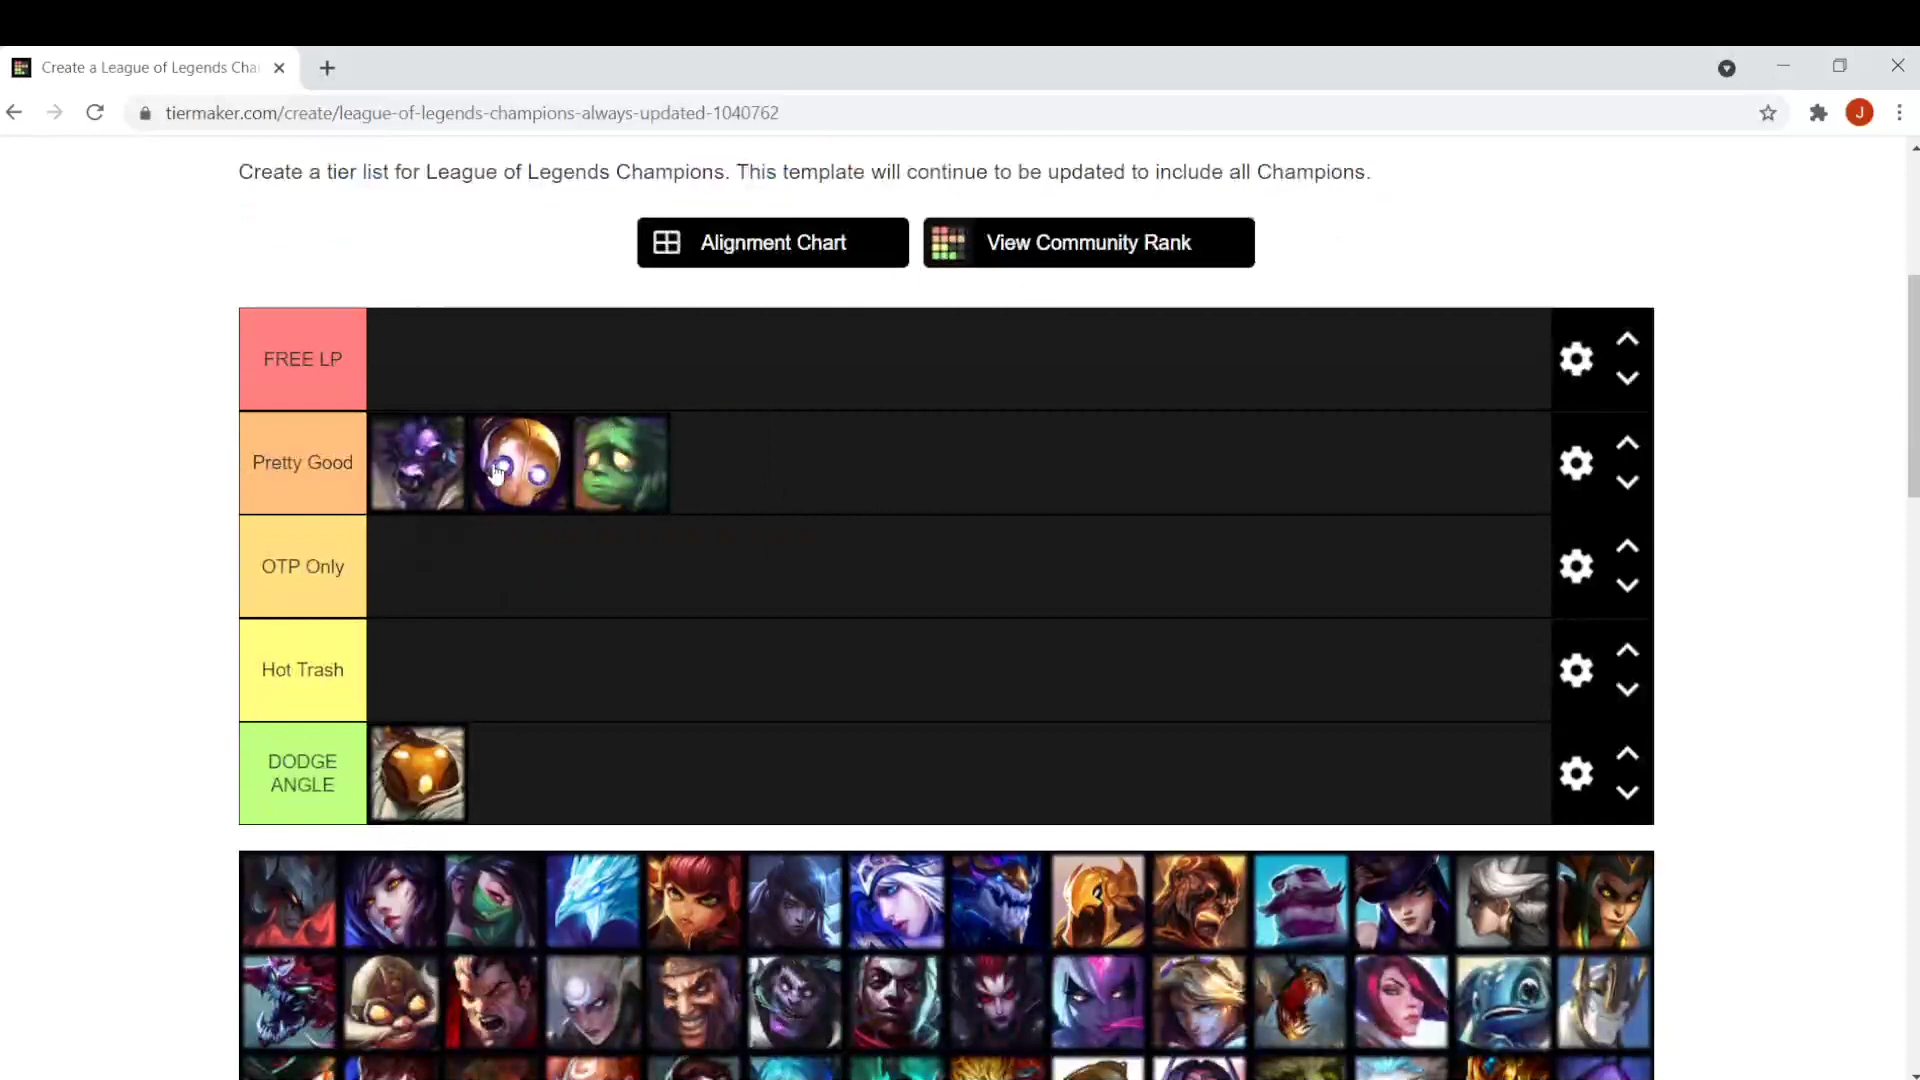 Create a League of Legends Cha
tiermaker.com/create/league-of-legends-champions-always-updated-1040762
J
Create a tier list for League of Legends Champions. This template will continue to be updated to include all Champions.
Alignment Chart
View Community Rank
FREE LP
Pretty Good
OTP Only
Hot Trash
DODGE
ANGLE